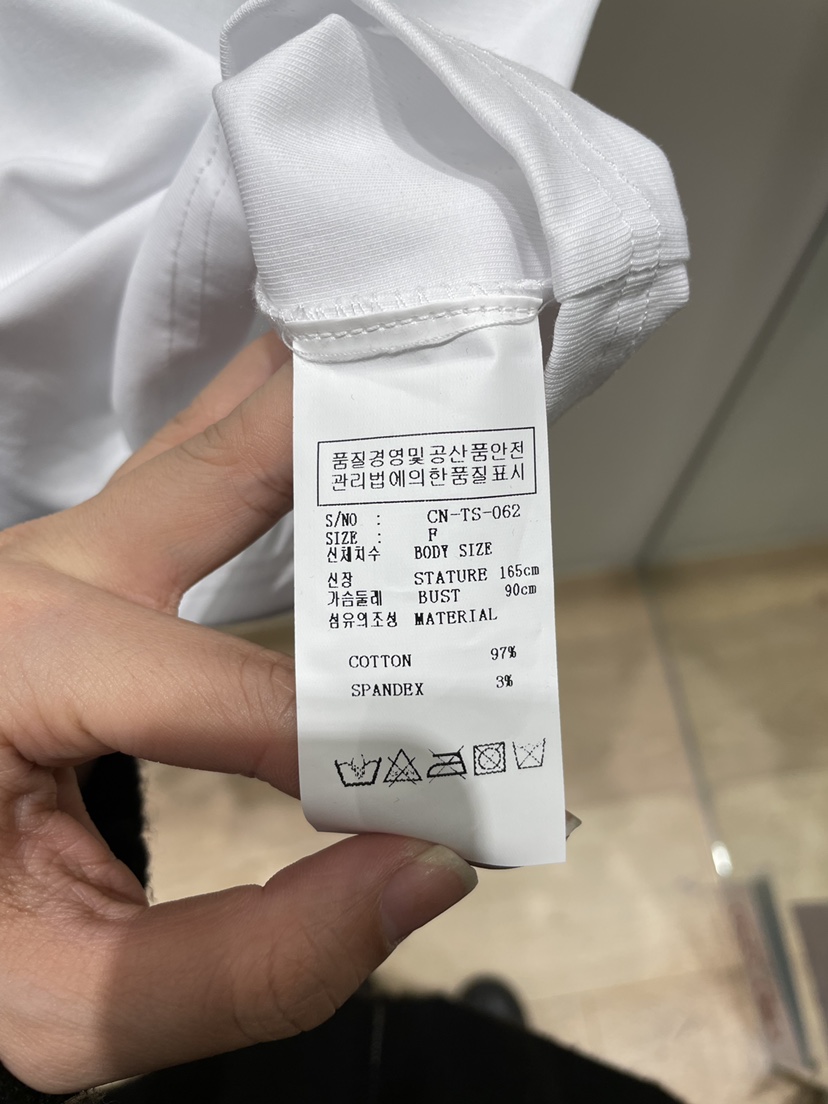 품질경영및 공산품안전
관리법에의한품질표시
S/NO : CN-TS-062
SIZE : F
신체치수 BODY SIZE
신장 STATURE 165cm
가슴둘레 BUST 90cm
섬유의조성 MATERIAL
COTTON 97%
SPANDEX 3%